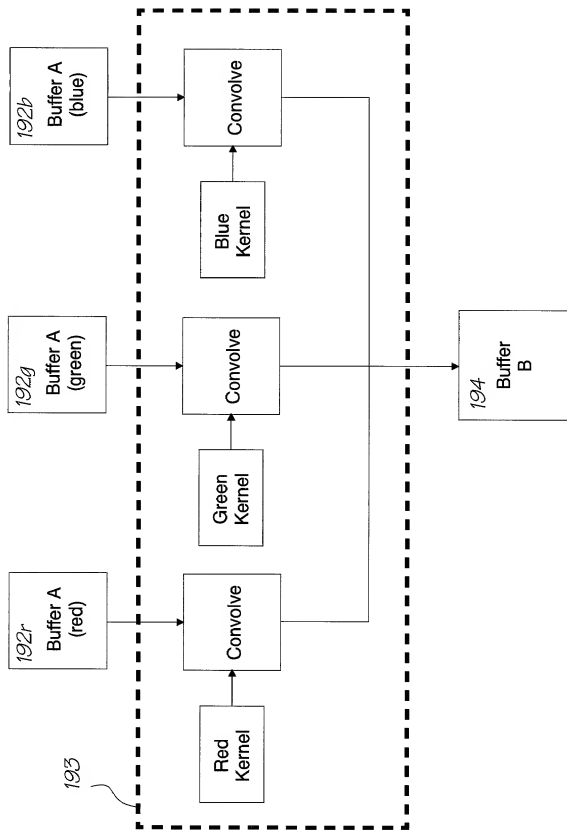 192r
Buffer A
(red)
192g
Buffer A
(green)
192b
Buffer A
(blue)
193
Red
Kernel
Convolve
Green
Kernel
Convolve
Blue
Kernel
Convolve
194
Buffer
B